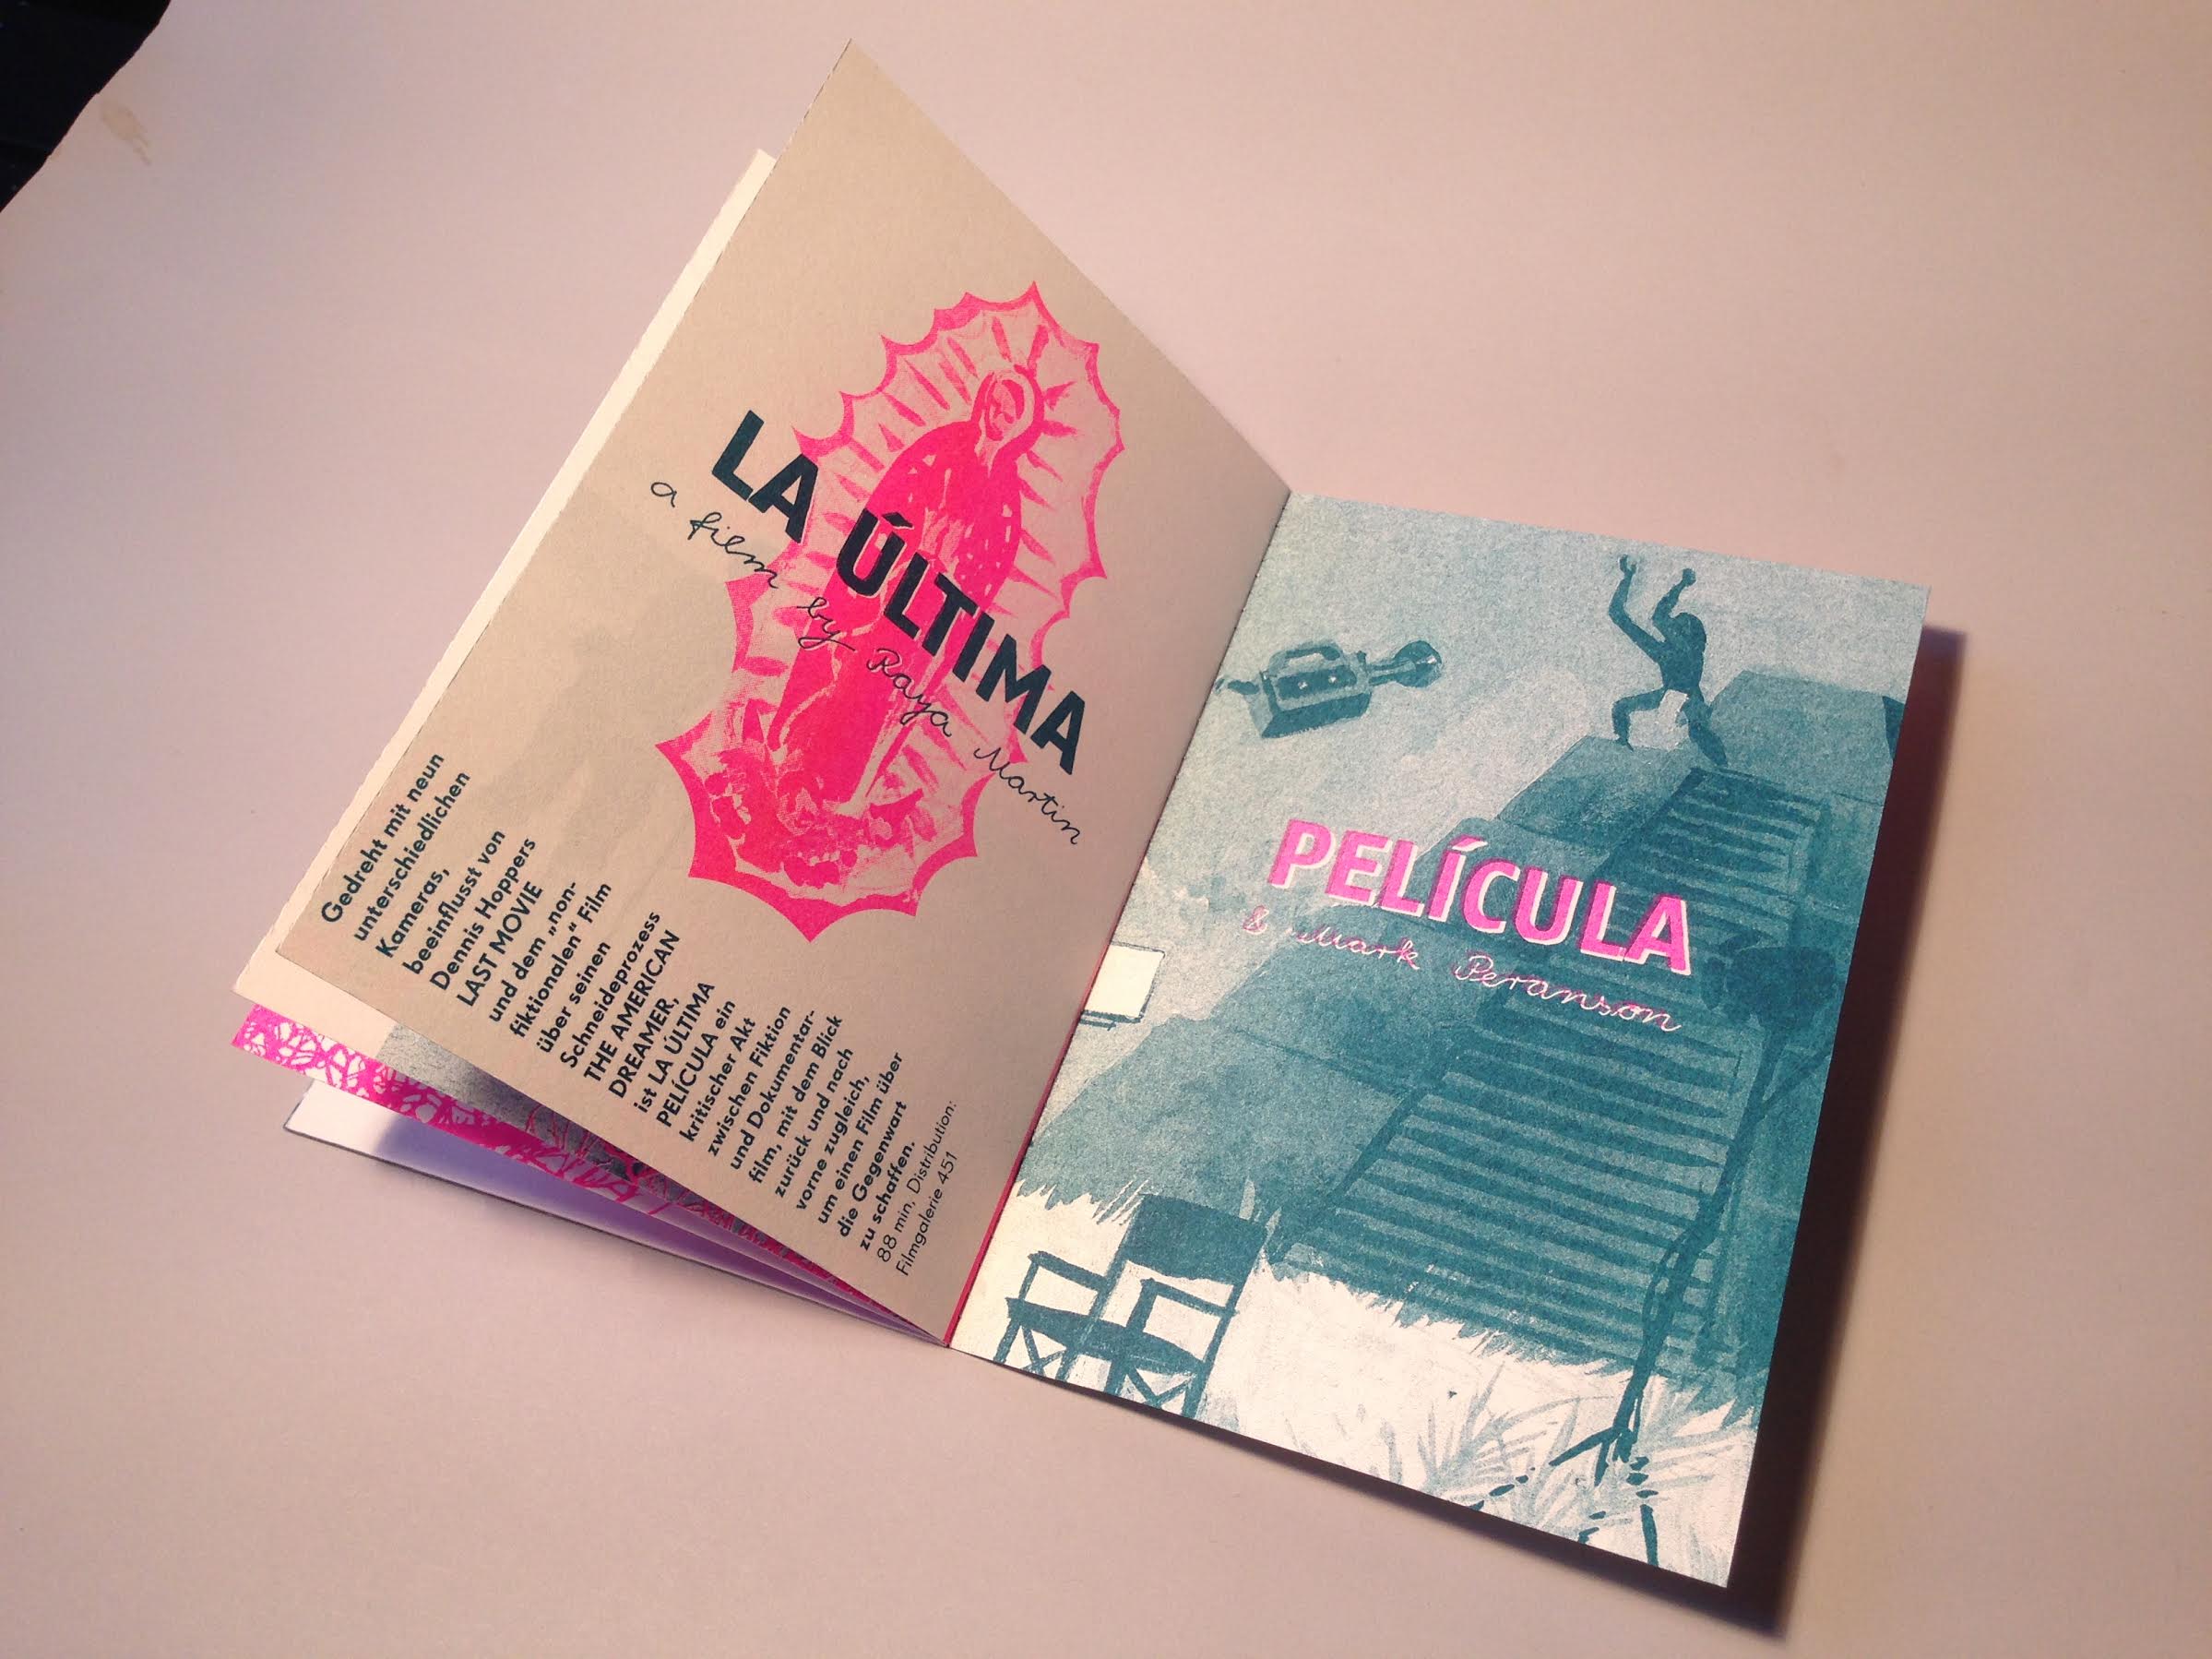 LA ÚLTIMA
a film by Raya Martin
Gedreht mit neun
unterschiedlichen
Kameras,
beeinflusst von
Dennis Hoppers
LAST MOVIE
und dem „non-
fiktionalen“ Film
über seinen
Schneideprozess
THE AMERICAN
DREAMER,
ist LA ÚLTIMA
PELÍCULA ein
kritischer Akt
zwischen Fiktion
und Dokumentar-
film, mit dem Blick
zurück und nach
vorne zugleich,
um einen Film über
die Gegenwart
zu schaffen.
88 min, Distribution:
Filmgalerie 451
PELÍCULA
& Mark Peranson